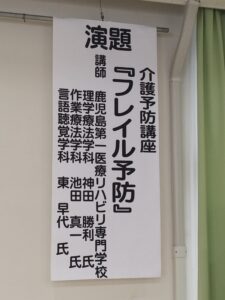 演題
介護予防講座
『フレイル予防』
講師 鹿児島第一医療リハビリ専門学校
理学療法学科 神田 勝利 氏
作業療法学科 池田 真一 氏
言語聴覚学科 東 早代 氏